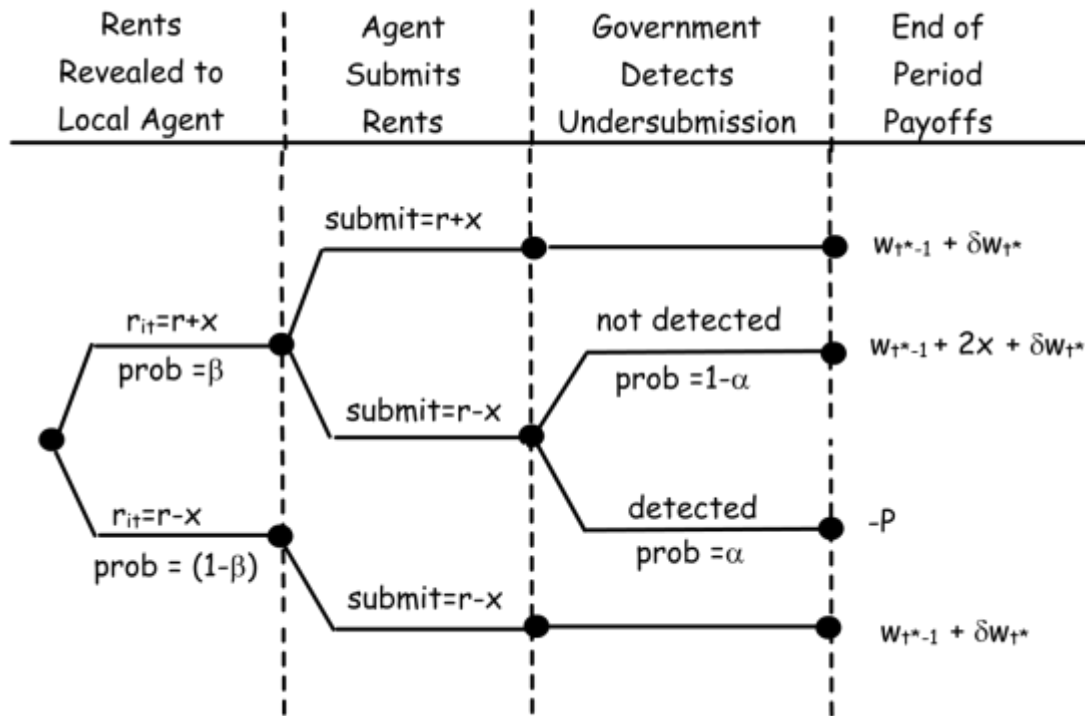 Rents
Revealed to
Local Agent
Agent
Submits
Rents
Government
Detects
Undersubmission
End of
Period
Payoffs
submit=r+x
wₜ*₋₁ + δwₜ*
rᵢₜ=r+x
prob =β
not detected
prob =1-α
wₜ*₋₁ + 2x + δwₜ*
submit=r-x
rᵢₜ=r-x
prob = (1-β)
detected
prob =α
-P
submit=r-x
wₜ*₋₁ + δwₜ*